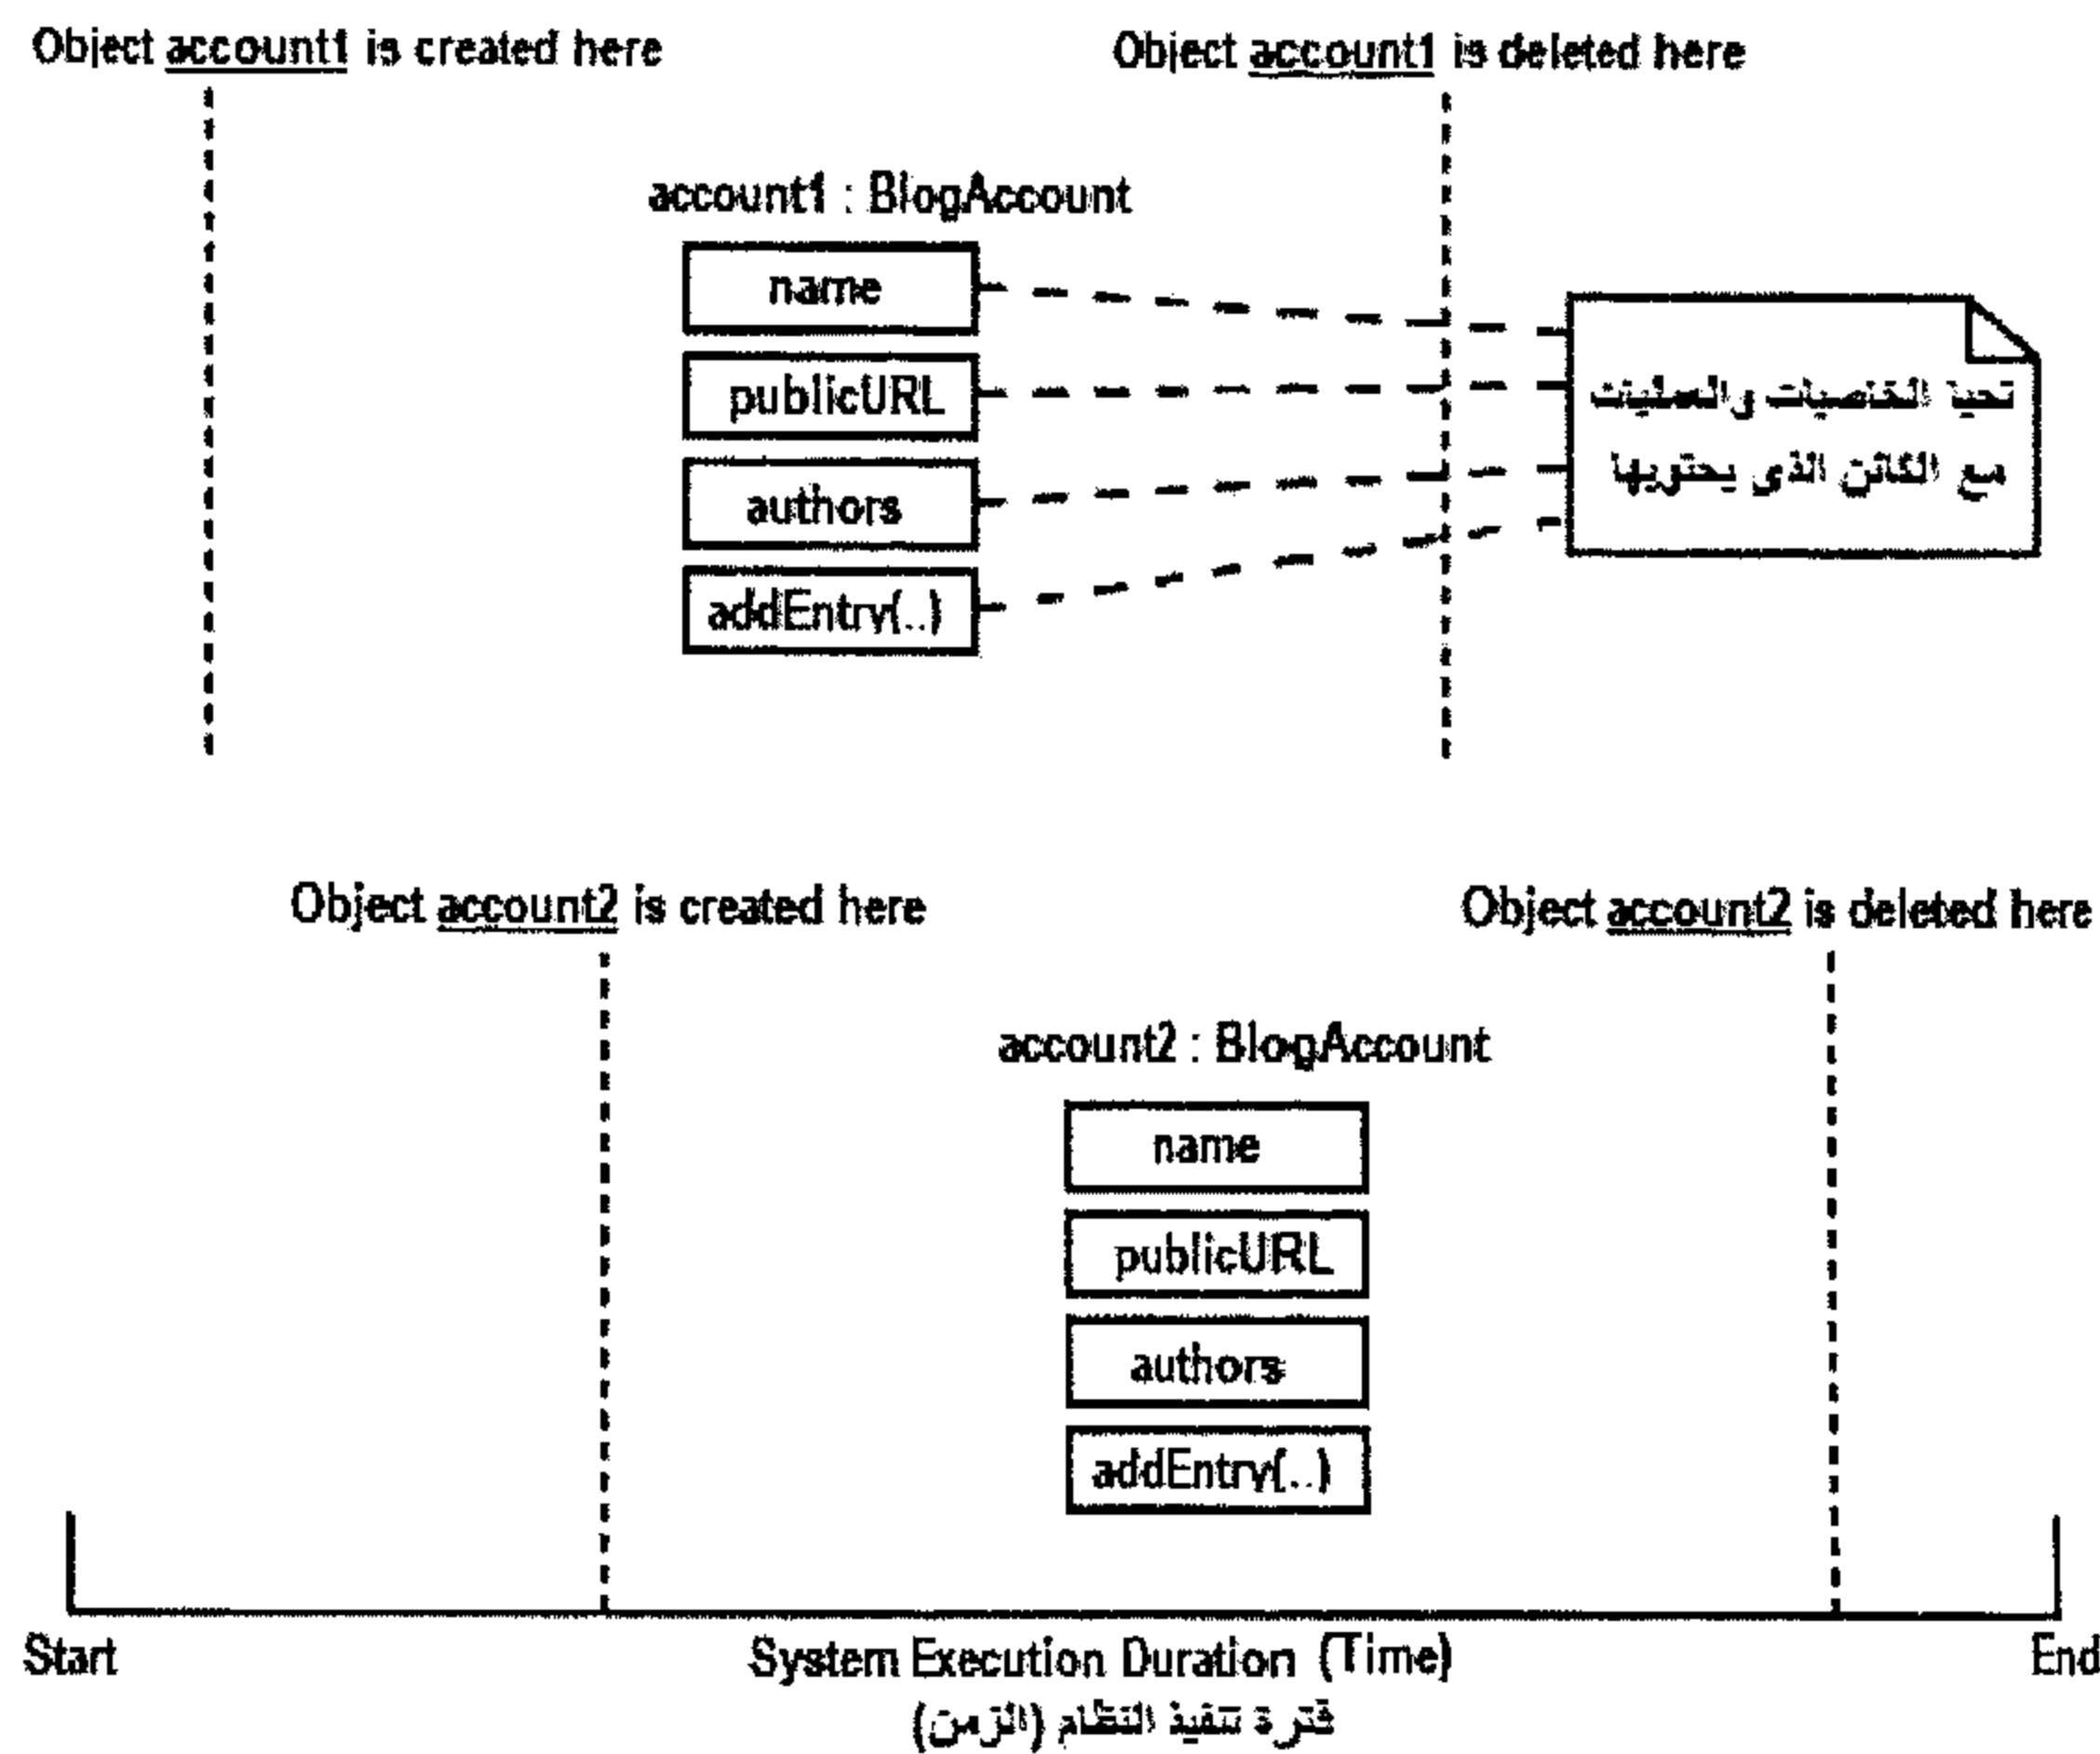 Object account1 is created here
Object account1 is deleted here
account1 : BlogAccount
name
publicURL
authors
addEntry(..)
تحيا الخاصيات والعمليات
مع الكائن الذي يحتويها
Object account2 is created here
Object account2 is deleted here
account2 : BlogAccount
name
publicURL
authors
addEntry(..)
Start
System Execution Duration (Time)
End
فترة تنفيذ النظام (الزمن)